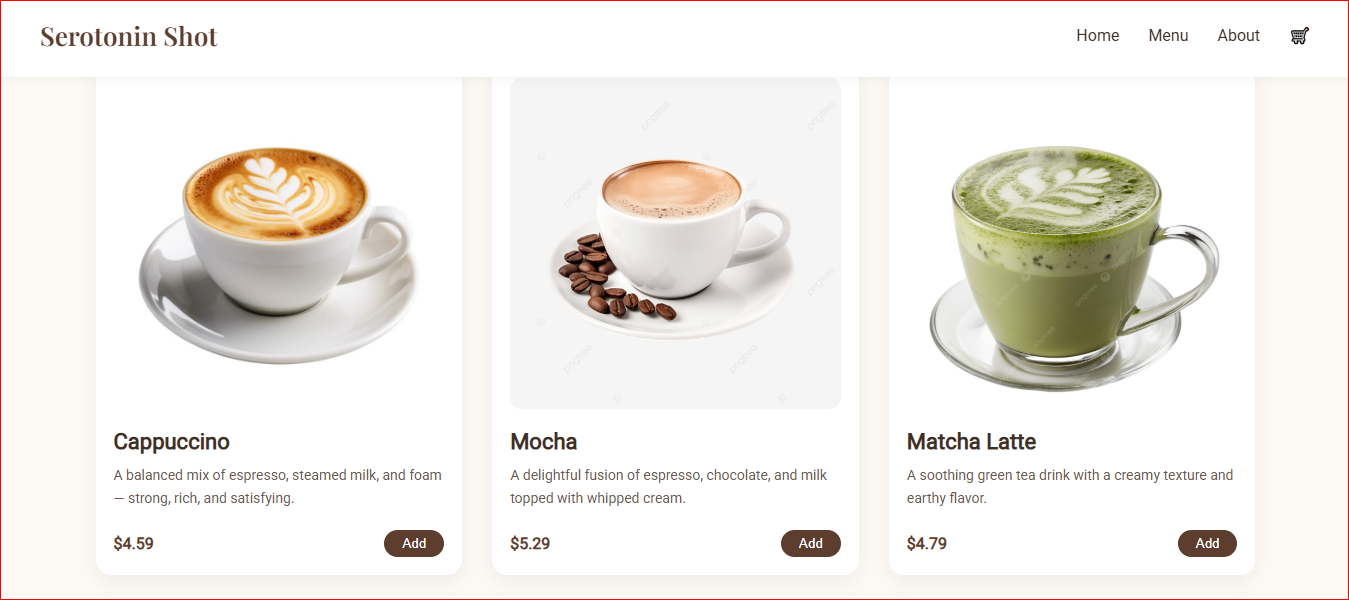 Serotonin Shot
Home Menu About
pngtree
Cappuccino
A balanced mix of espresso, steamed milk, and foam
— strong, rich, and satisfying.
$4.59
Add
Mocha
A delightful fusion of espresso, chocolate, and milk
topped with whipped cream.
$5.29
Add
Matcha Latte
A soothing green tea drink with a creamy texture and
earthy flavor.
$4.79
Add